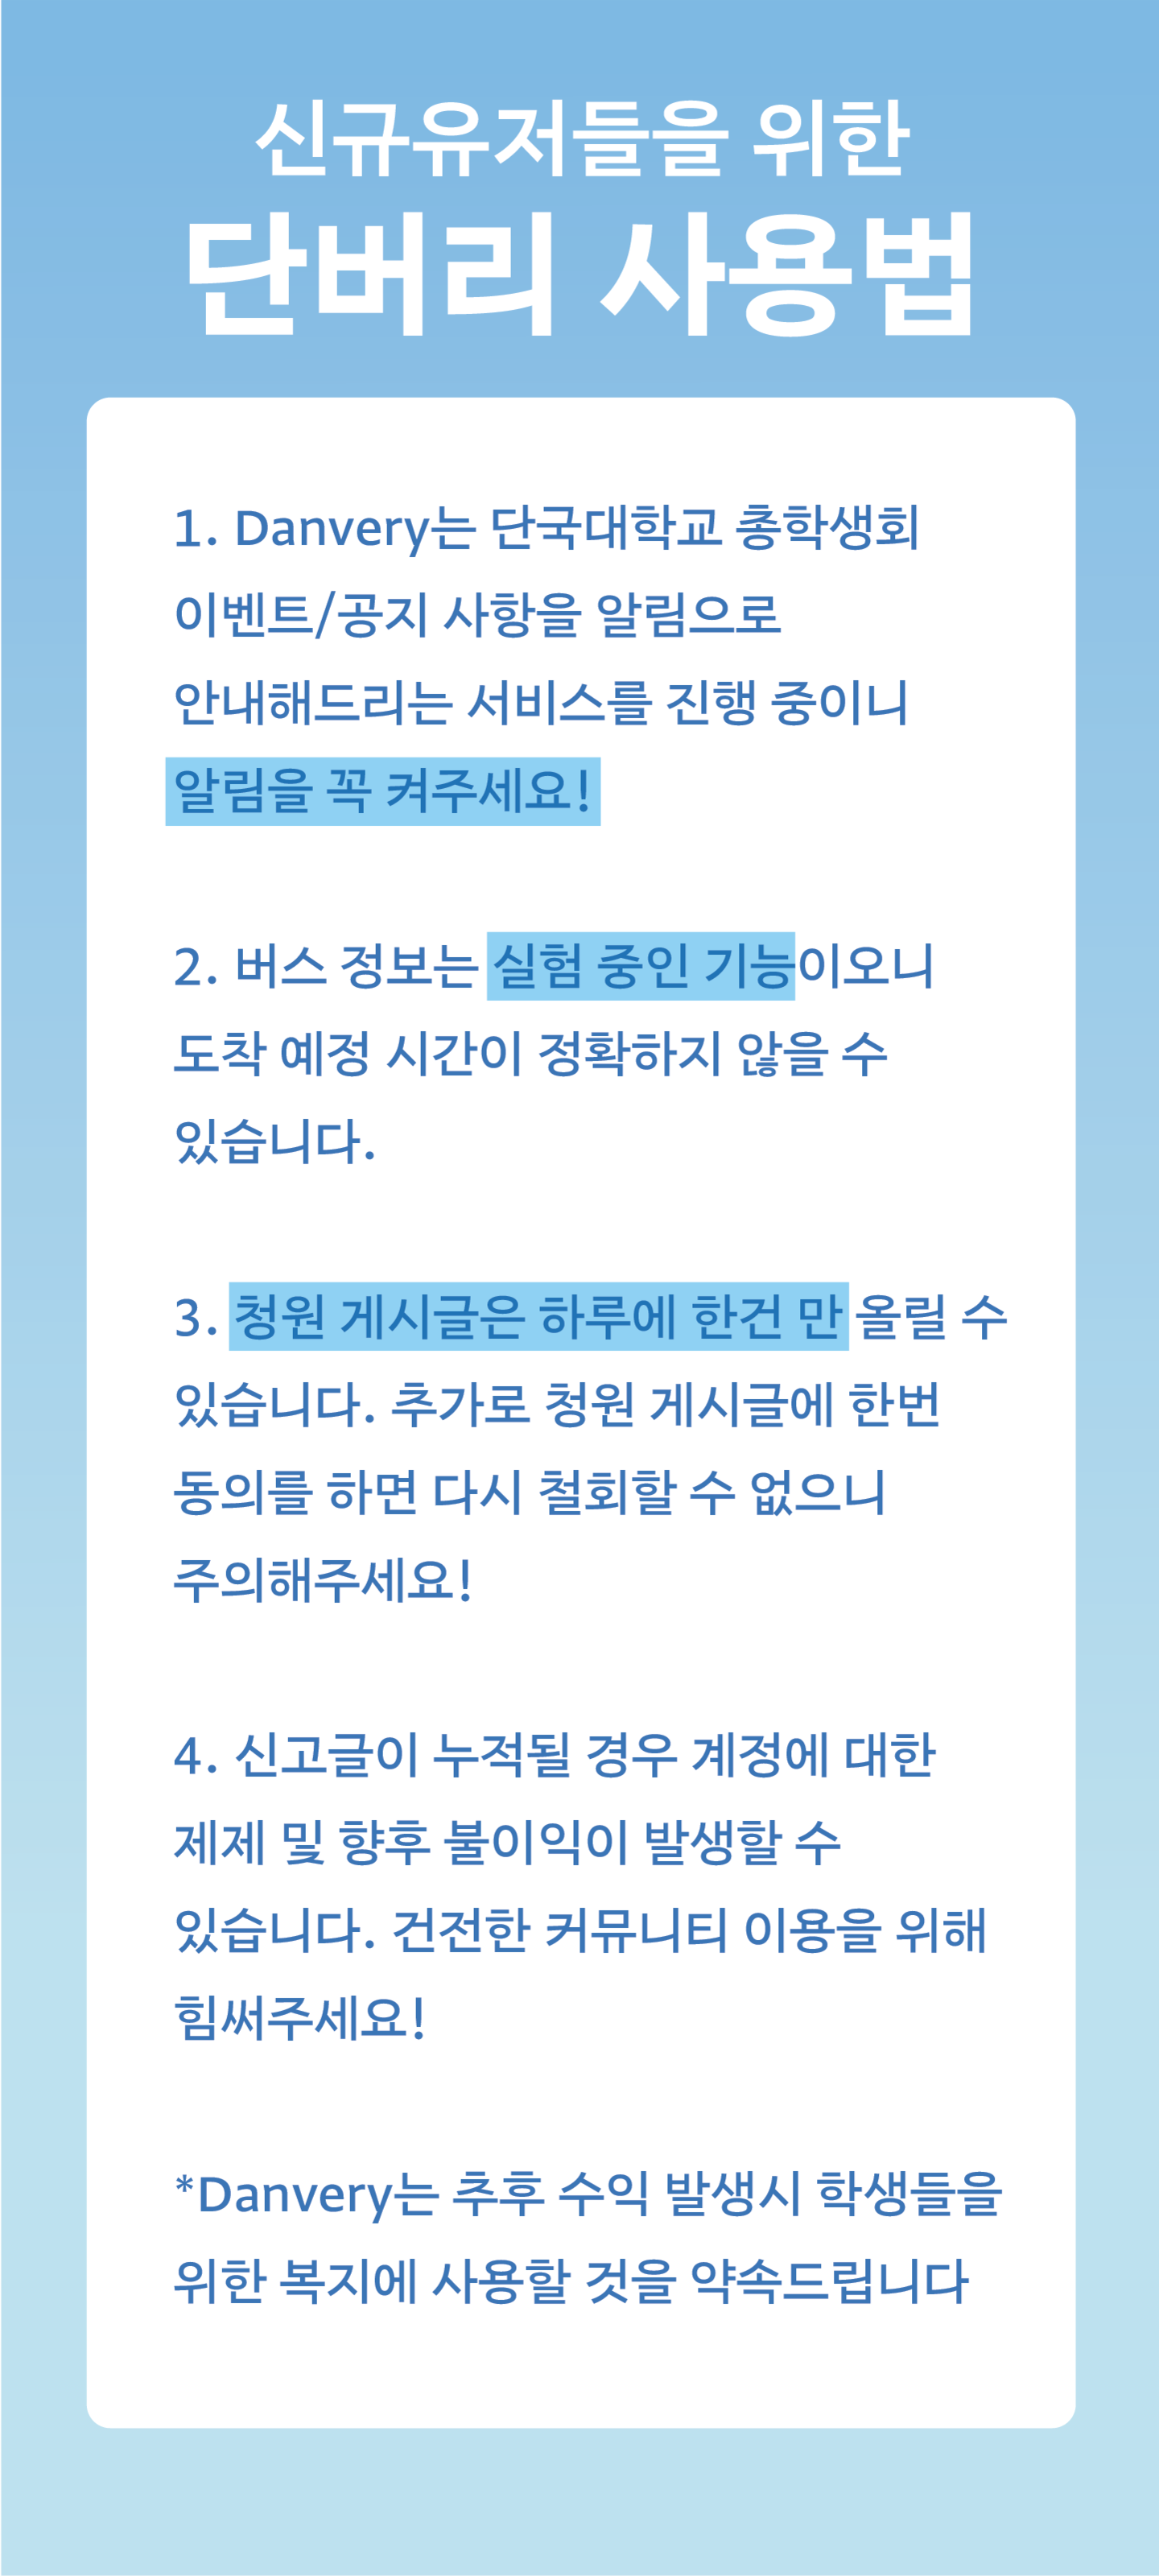 신규유저들을 위한
단버리 사용법
1. Danvery는 단국대학교 총학생회
이벤트/공지 사항을 알림으로
안내해드리는 서비스를 진행 중이니
알림을 꼭 켜주세요!
2. 버스 정보는 실험 중인 기능이오니
도착 예정 시간이 정확하지 않을 수
있습니다.
3. 청원 게시글은 하루에 한건 만 올릴 수
있습니다. 추가로 청원 게시글에 한번
동의를 하면 다시 철회할 수 없으니
주의해주세요!
4. 신고글이 누적될 경우 계정에 대한
제제 및 향후 불이익이 발생할 수
있습니다. 건전한 커뮤니티 이용을 위해
힘써주세요!
*Danvery는 추후 수익 발생시 학생들을
위한 복지에 사용할 것을 약속드립니다